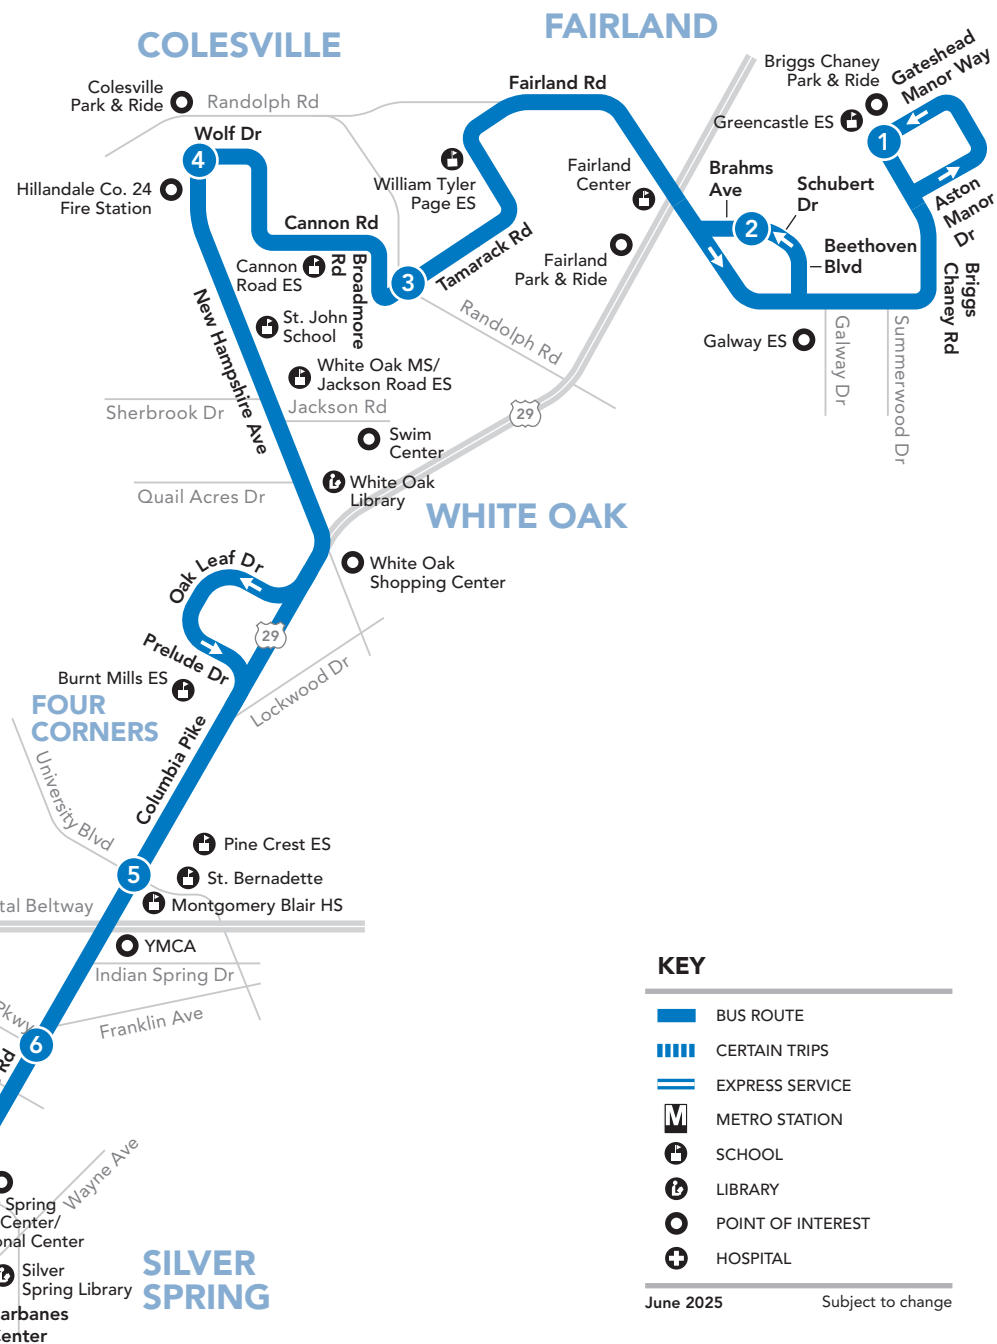 COLESVILLE
FAIRLAND
Colesville
Park & Ride
Randolph Rd
Wolf Dr
4
Hillandale Co. 24
Fire Station
Fairland Rd
Briggs Chaney
Park & Ride
Gateshead
Manor Way
Greencastle ES
1
Aston
Manor
Dr
William Tyler
Page ES
Fairland
Center
Brahms
Ave
Schubert
Dr
2
Beethoven
Blvd
Fairland
Park & Ride
Cannon Rd
Cannon
Road ES
Broadmore
Rd
3
Tamarack Rd
Briggs
Chaney Rd
New Hampshire Ave
St. John
School
Randolph Rd
Galway ES
Galway Dr
Summerwood Dr
White Oak MS/
Jackson Road ES
Sherbrook Dr
Jackson Rd
29
Swim
Center
Quail Acres Dr
White Oak
Library
WHITE OAK
Oak Leaf Dr
White Oak
Shopping Center
29
Prelude Dr
Burnt Mills ES
Lockwood Dr
FOUR
CORNERS
Columbia Pike
University Blvd
Pine Crest ES
5
St. Bernadette
Montgomery Blair HS
tal Beltway
YMCA
Indian Spring Dr
Franklin Ave
Pkwy
6
Rd
Wayne Ave
Spring
Center/
onal Center
Silver
Spring Library
arbanes
enter
SILVER
SPRING
KEY
BUS ROUTE
CERTAIN TRIPS
EXPRESS SERVICE
M METRO STATION
SCHOOL
LIBRARY
POINT OF INTEREST
HOSPITAL
June 2025 Subject to change